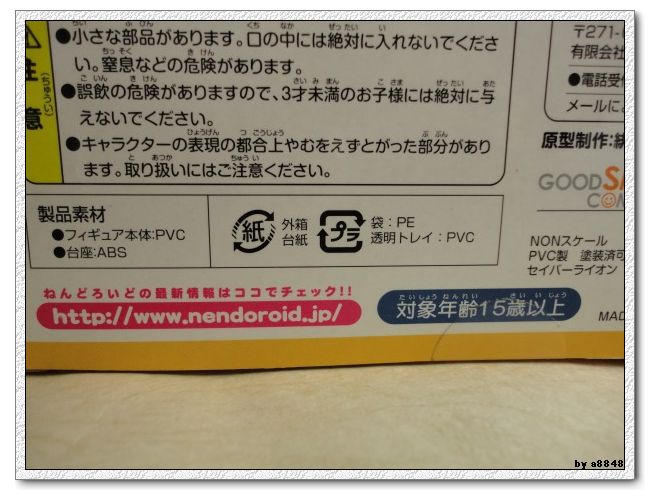 ●小さな部品があります。口の中には絶対に入れないでくださ
い。窒息などの危険があります。
●誤飲の危険がありますので、3才未満のお子様には絶対に与
えないでください。
●キャラクターの表現の都合上やむをえずとがった部分があり
ます。取り扱いにはご注意ください。
注意
(ちゅうい)
製品素材
●フィギュア本体:PVC
●台座:ABS
紙
外箱
台紙
プラ
袋:PE
透明トレイ:PVC
ねんどろいどの最新情報はココでチェック!!
http://www.nendoroid.jp/
対象年齢15歳以上
〒271-
有限会社
●電話受
メールに
原型制作:
GOOD
NONスケール
PVC製 塗装済
セイバーライオン
MAD
by a8848